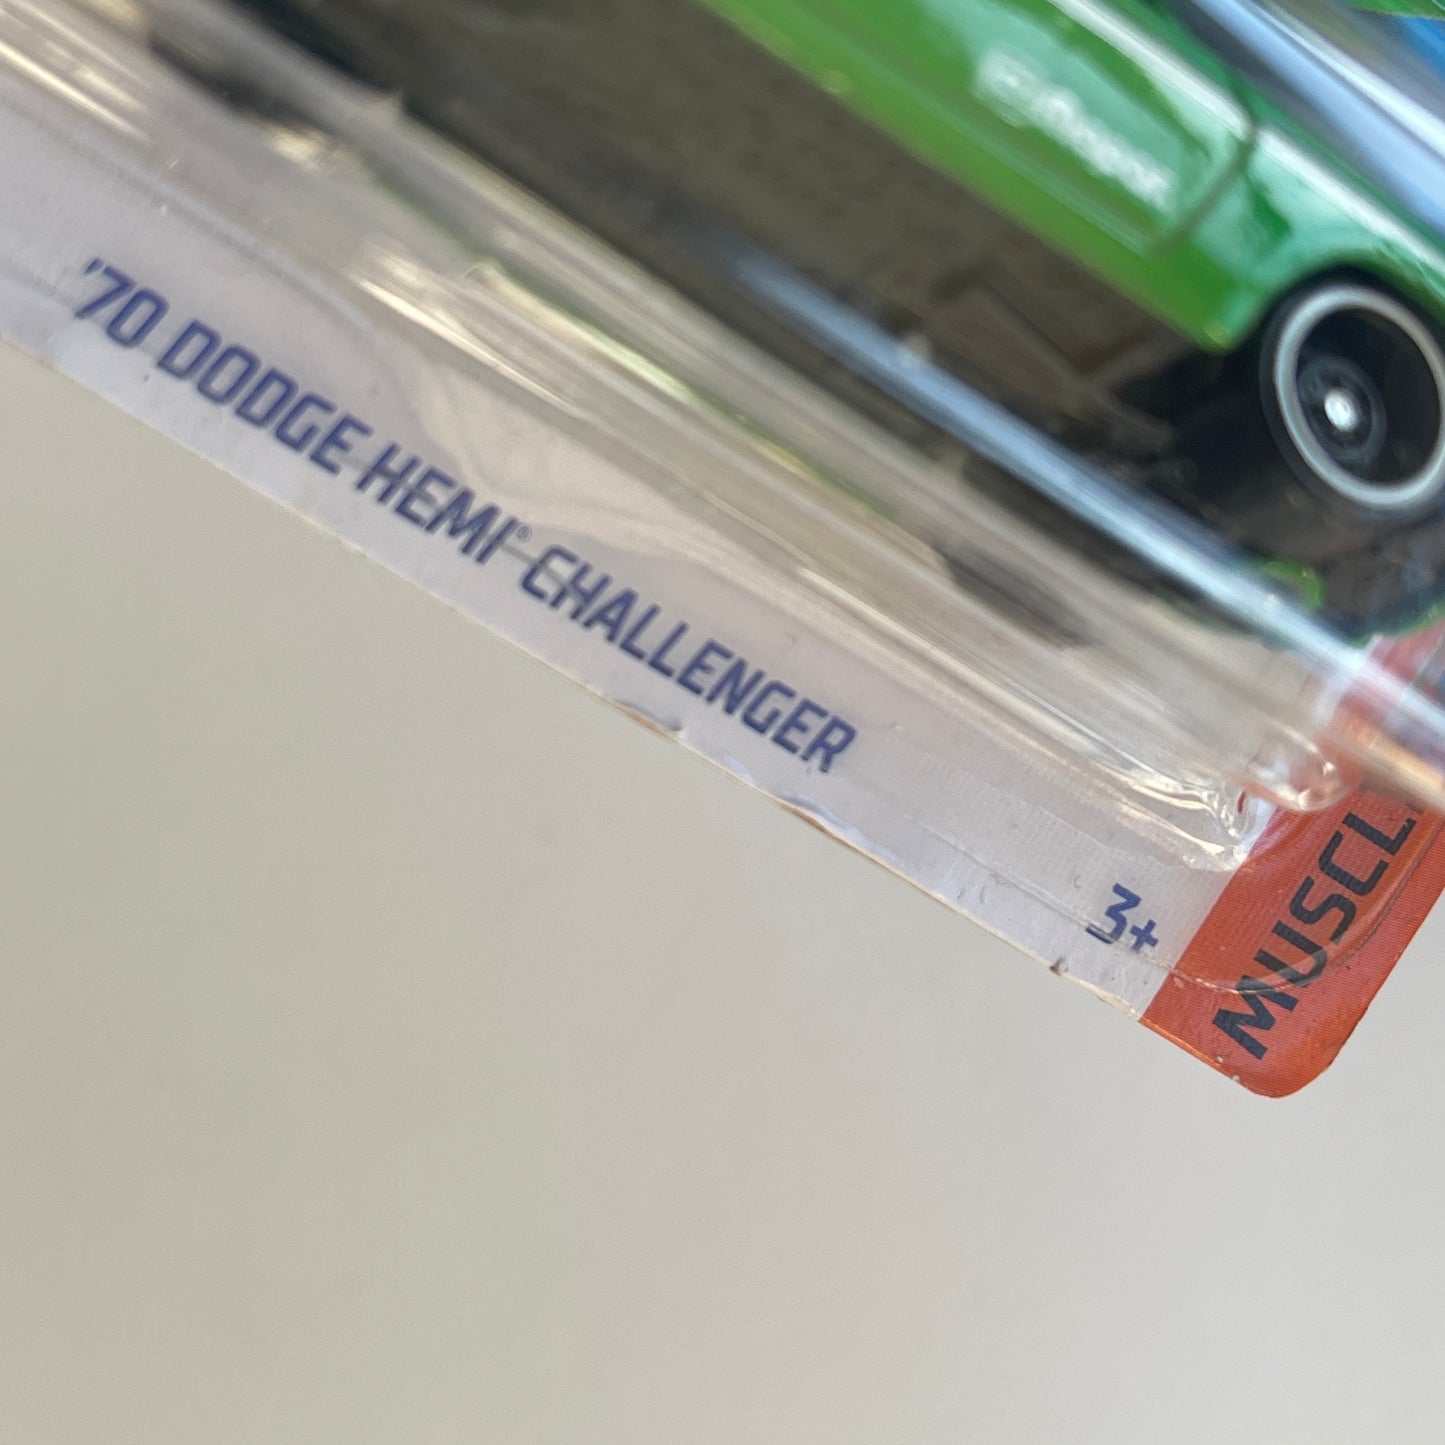 '70 DODGE HEMI® CHALLENGER
3+
MUSCL